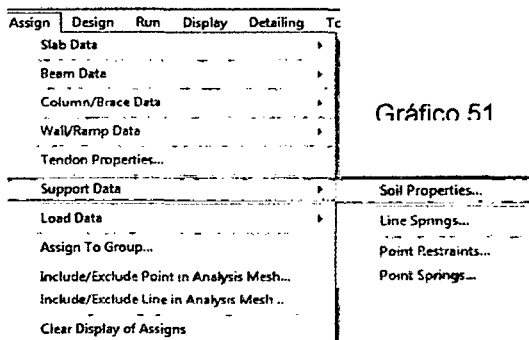 Assign Design Run Display Detailing To
Slab Data
Beam Data
Column/Brace Data
Gráfico 51
Wall/Ramp Data
Tendon Properties...
Support Data
Soil Properties...
Load Data
Line Springs...
Assign To Group...
Point Restraints...
Include/Exclude Point in Analysis Mesh...
Point Springs...
Include/Exclude Line in Analysis Mesh...
Clear Display of Assigns